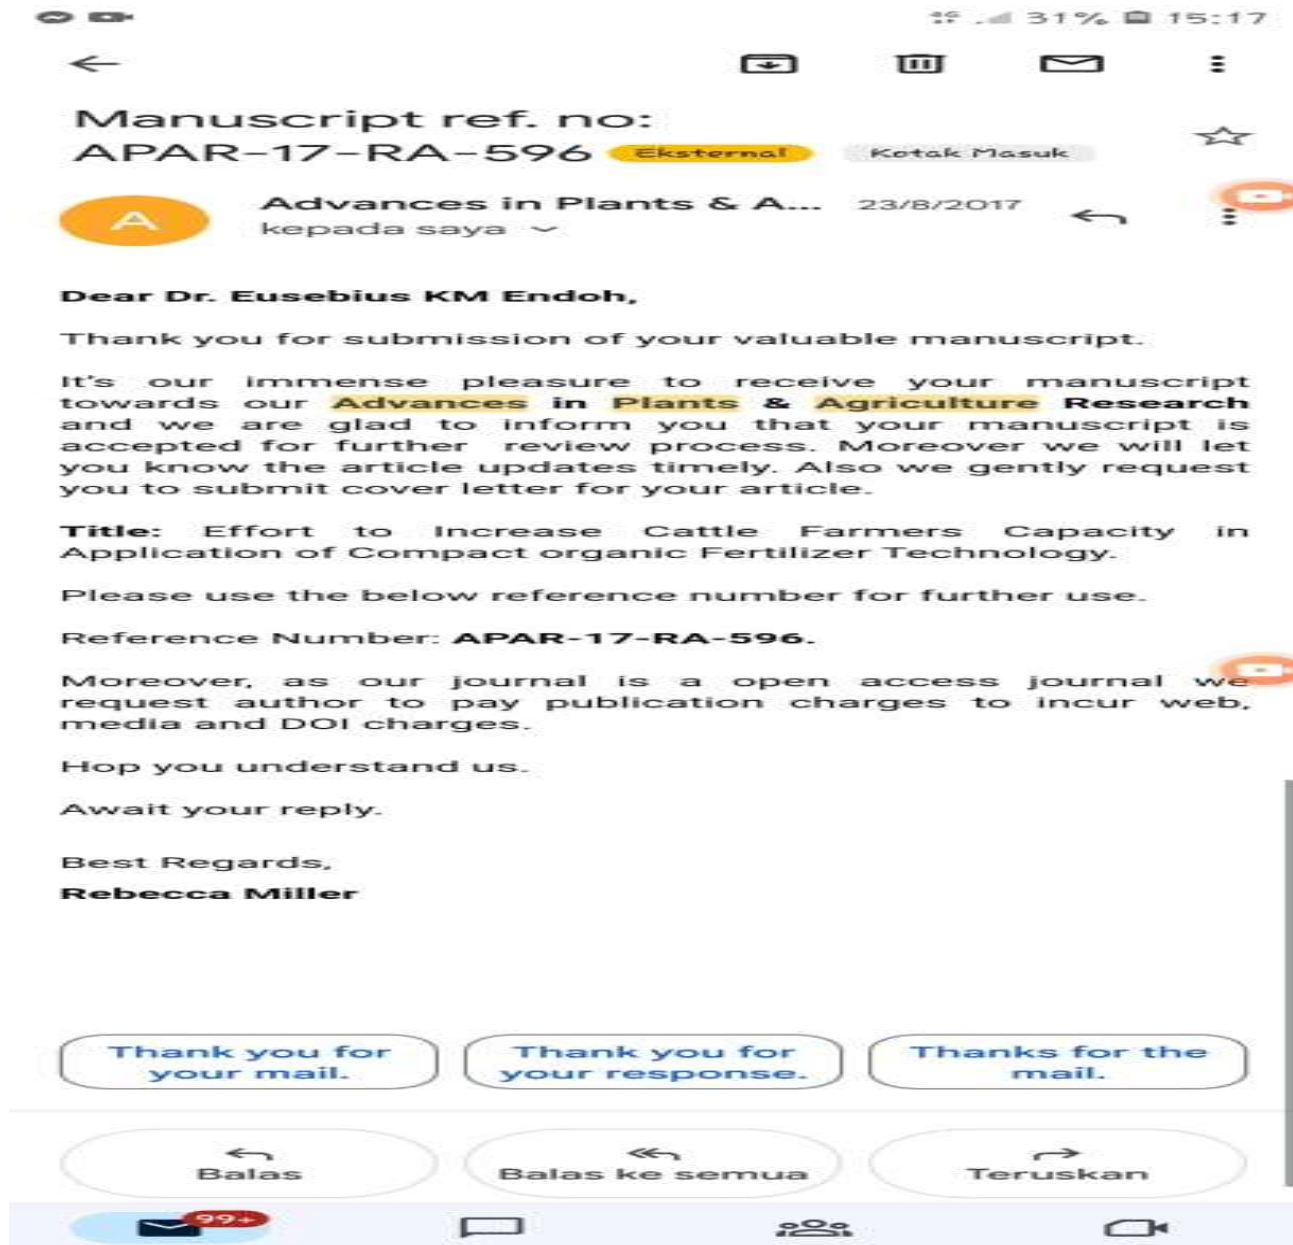 4G 31% 15:17
Manuscript ref. no:
APAR-17-RA-596 Eksternal Kotak Masuk
A
Advances in Plants & A... 23/8/2017
kepada saya
Dear Dr. Eusebius KM Endoh,
Thank you for submission of your valuable manuscript.
It's our immense pleasure to receive your manuscript
towards our Advances in Plants & Agriculture Research
and we are glad to inform you that your manuscript is
accepted for further review process. Moreover we will let
you know the article updates timely. Also we gently request
you to submit cover letter for your article.
Title: Effort to Increase Cattle Farmers Capacity in
Application of Compact organic Fertilizer Technology.
Please use the below reference number for further use.
Reference Number: APAR-17-RA-596.
Moreover, as our journal is a open access journal we
request author to pay publication charges to incur web,
media and DOI charges.
Hop you understand us.
Await your reply.
Best Regards,
Rebecca Miller
Thank you for
your mail.
Thank you for
your response.
Thanks for the
mail.
Balas
Balas ke semua
Teruskan
99+